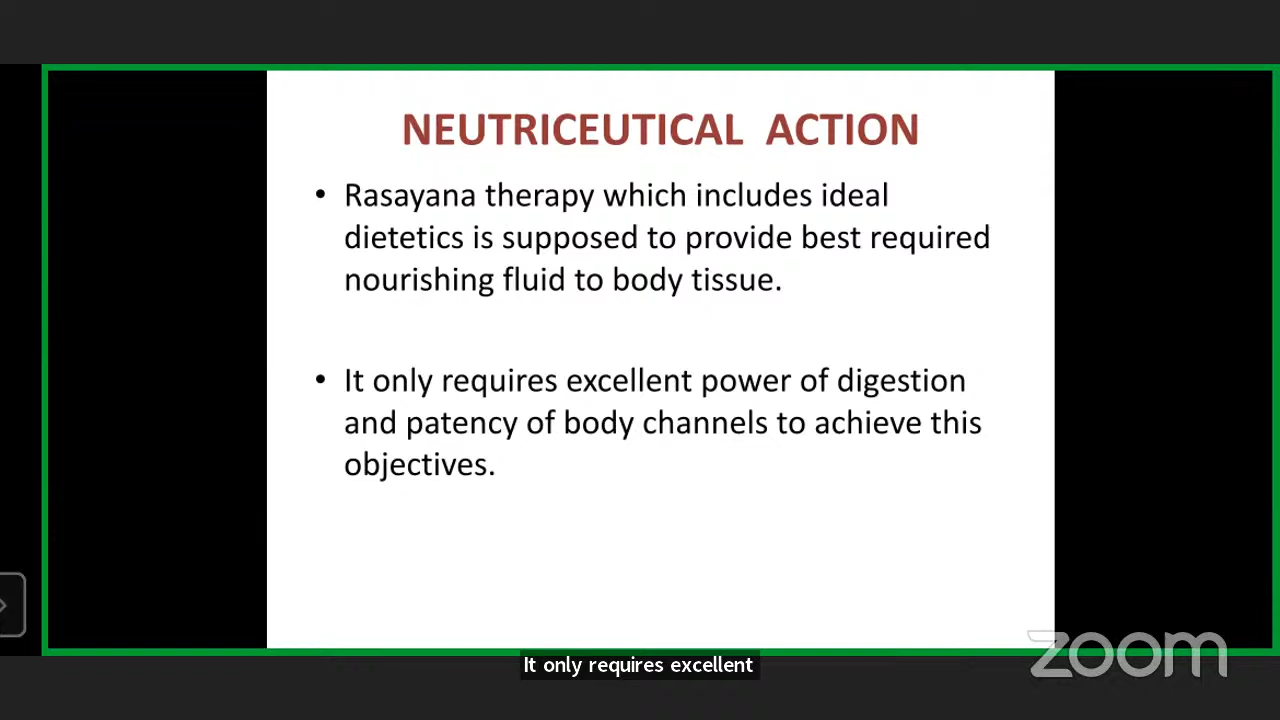 NEUTRICEUTICAL ACTION
• Rasayana therapy which includes ideal
dietetics is supposed to provide best required
nourishing fluid to body tissue.
• It only requires excellent power of digestion
and patency of body channels to achieve this
objectives.
zoom
It only requires excellent